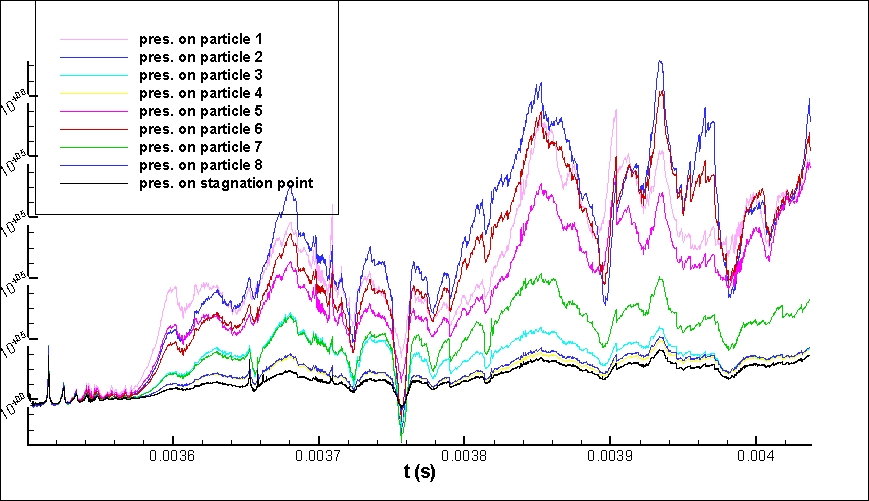 pres. on particle 1
pres. on particle 2
pres. on particle 3
pres. on particle 4
pres. on particle 5
pres. on particle 6
pres. on particle 7
pres. on particle 8
pres. on stagnation point
0.0036 0.0037 0.0038 0.0039 0.004
t (s)